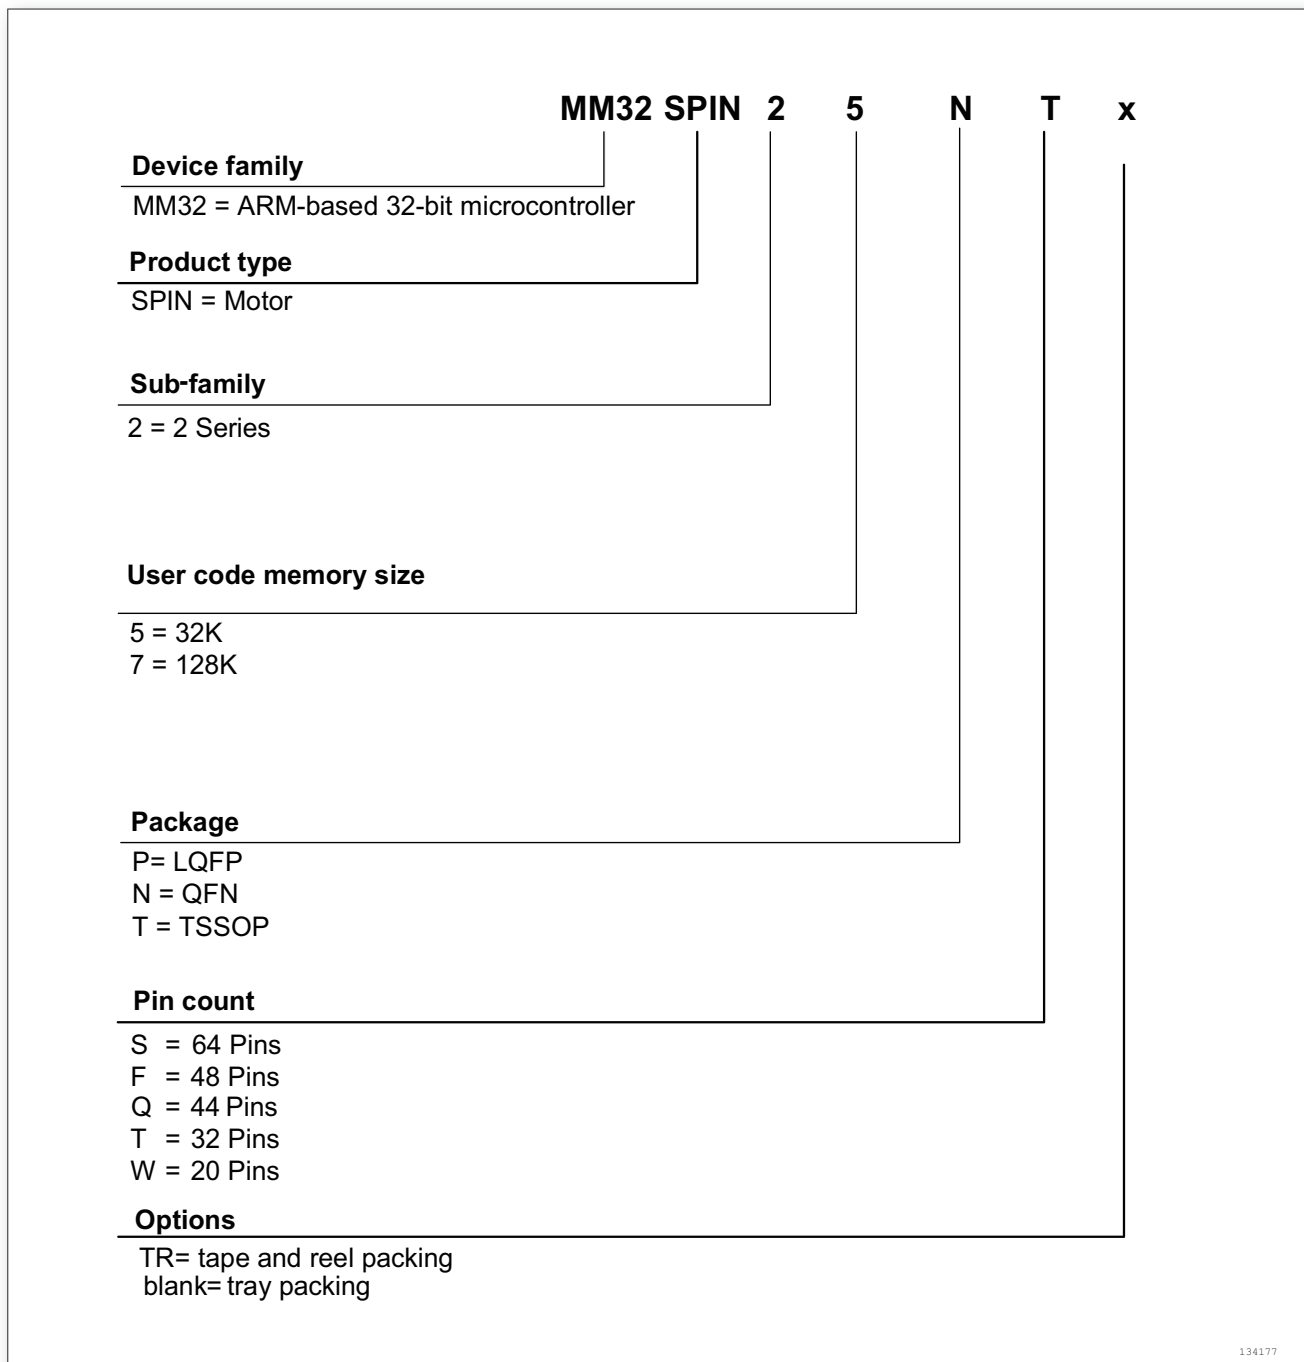 MM32 SPIN 2 5 N T x
Device family
MM32 = ARM-based 32-bit microcontroller
Product type
SPIN = Motor
Sub-family
2 = 2 Series
User code memory size
5 = 32K
7 = 128K
Package
P= LQFP
N = QFN
T = TSSOP
Pin count
S = 64 Pins
F = 48 Pins
Q = 44 Pins
T = 32 Pins
W = 20 Pins
Options
TR= tape and reel packing
blank= tray packing
134177